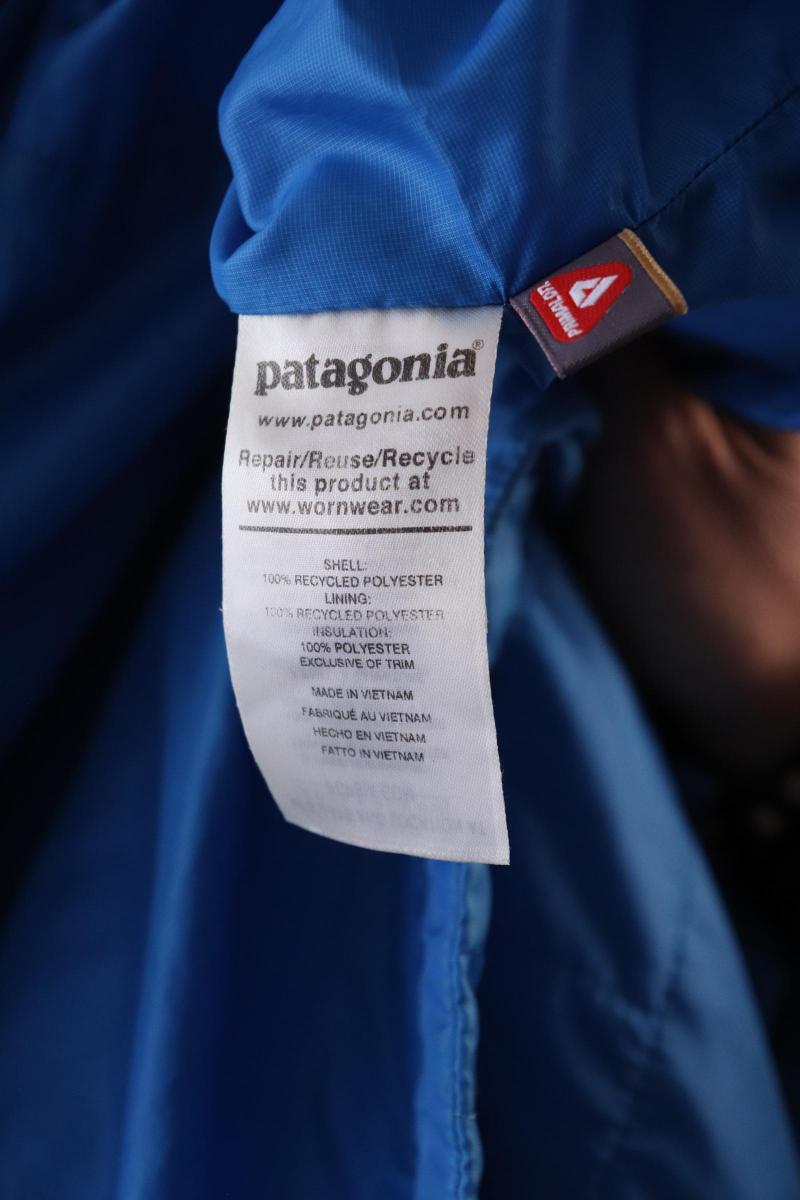 patagonia®
www.patagonia.com
Repair/Reuse/Recycle
this product at
www.wornwear.com
SHELL:
100% RECYCLED POLYESTER
LINING:
100% RECYCLED POLYESTER
INSULATION:
100% POLYESTER
EXCLUSIVE OF TRIM
MADE IN VIETNAM
FABRIQUÉ AU VIETNAM
HECHO EN VIETNAM
FATTO IN VIETNAM
PRIMALOFT